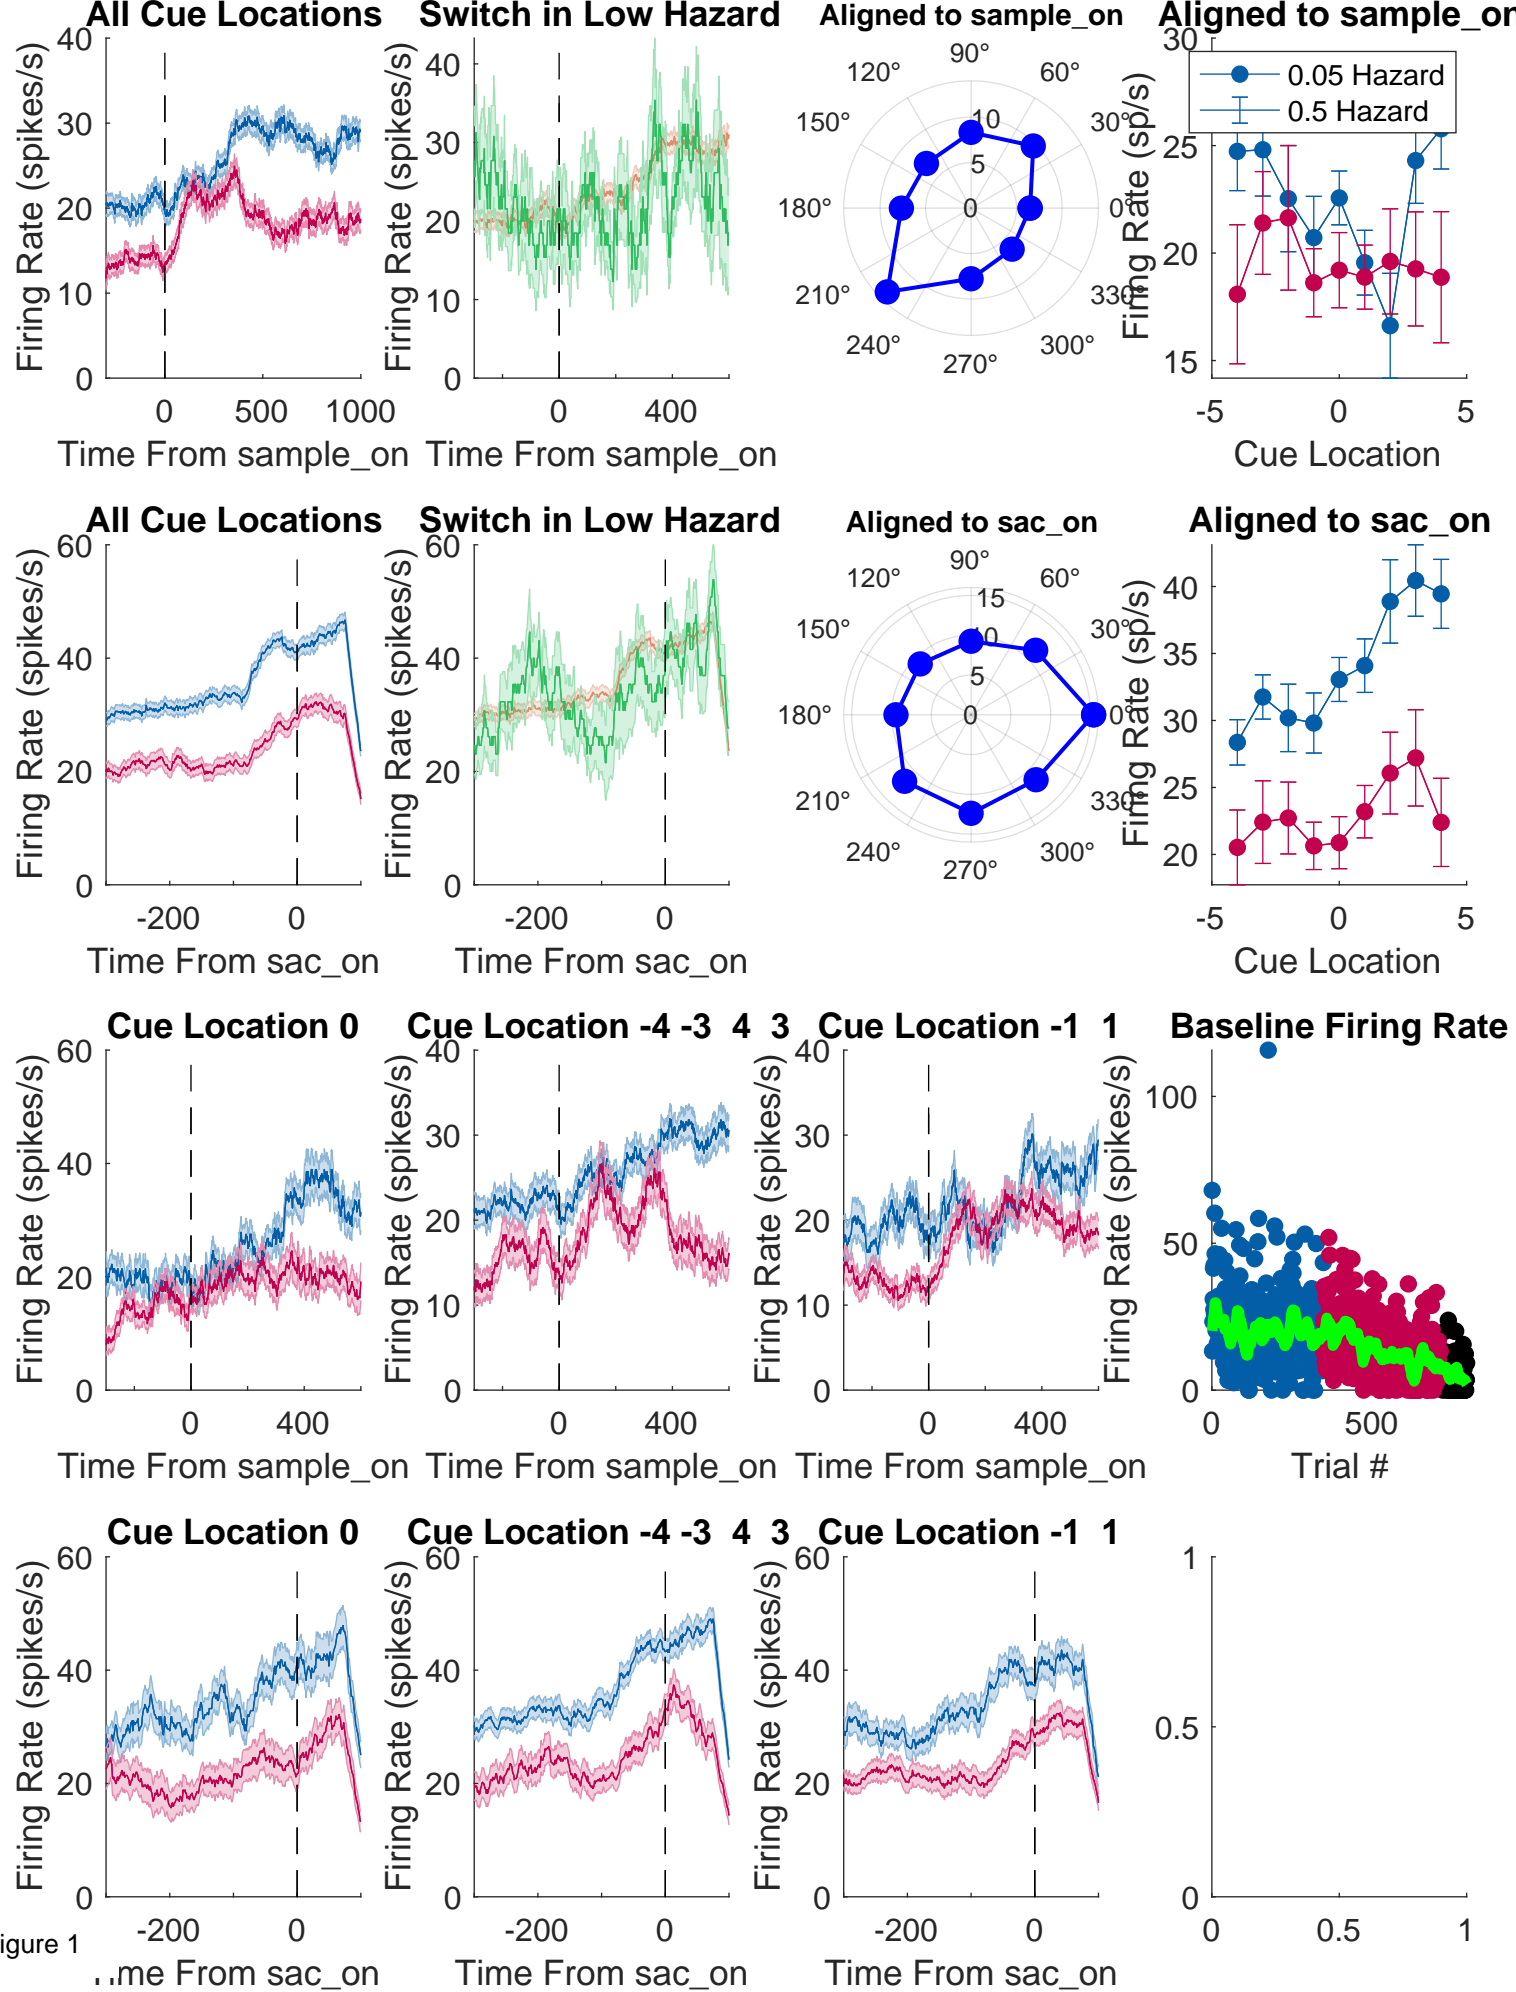 All Cue Locations
Firing Rate (spikes/s)
40
30
20
10
0
0 500 1000
Time From sample_on
Switch in Low Hazard
Firing Rate (spikes/s)
40
30
20
10
0
0 400
Time From sample_on
Aligned to sample_on
90°
120° 60°
150° 30°
180° 0°
210° 330°
240° 300°
270°
10
5
0
Aligned to sample_on
Firing Rate (sp/s)
30
25
20
15
0.05 Hazard
0.5 Hazard
-5 0 5
Cue Location
All Cue Locations
Firing Rate (spikes/s)
60
40
20
0
-200 0
Time From sac_on
Switch in Low Hazard
Firing Rate (spikes/s)
60
40
20
0
-200 0
Time From sac_on
Aligned to sac_on
90°
120° 60°
150° 30°
180° 0°
210° 330°
240° 300°
270°
15
10
5
0
Aligned to sac_on
Firing Rate (sp/s)
40
35
30
25
20
-5 0 5
Cue Location
Cue Location 0
Firing Rate (spikes/s)
60
40
20
0
0 400
Time From sample_on
Cue Location -4 -3 4 3
Firing Rate (spikes/s)
40
30
20
10
0
0 400
Time From sample_on
Cue Location -1 1
Firing Rate (spikes/s)
40
30
20
10
0
0 400
Time From sample_on
Baseline Firing Rate
Firing Rate (spikes/s)
100
50
0
0 500
Trial #
Cue Location 0
Firing Rate (spikes/s)
60
40
20
0
-200 0
Time From sac_on
Cue Location -4 -3 4 3
Firing Rate (spikes/s)
60
40
20
0
-200 0
Time From sac_on
Cue Location -1 1
Firing Rate (spikes/s)
60
40
20
0
-200 0
Time From sac_on
1
0.5
0
0 0.5 1
igure 1